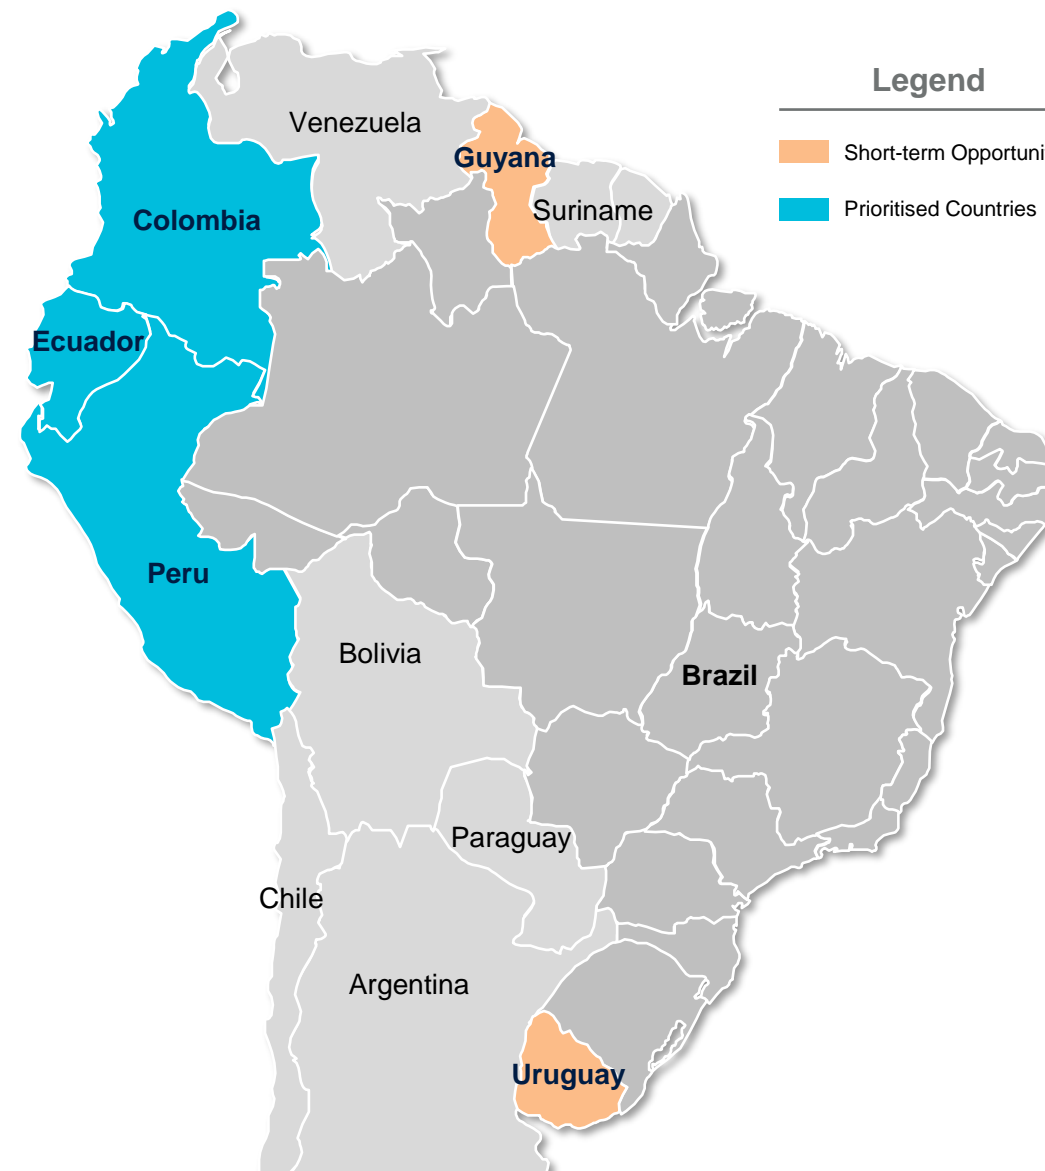 Legend
Venezuela
Guyana
Short-term Opportuni
Suriname
Prioritised Countries
Colombia
Ecuador
Peru
Bolivia
Brazil
Paraguay
Chile
Argentina
Uruguay